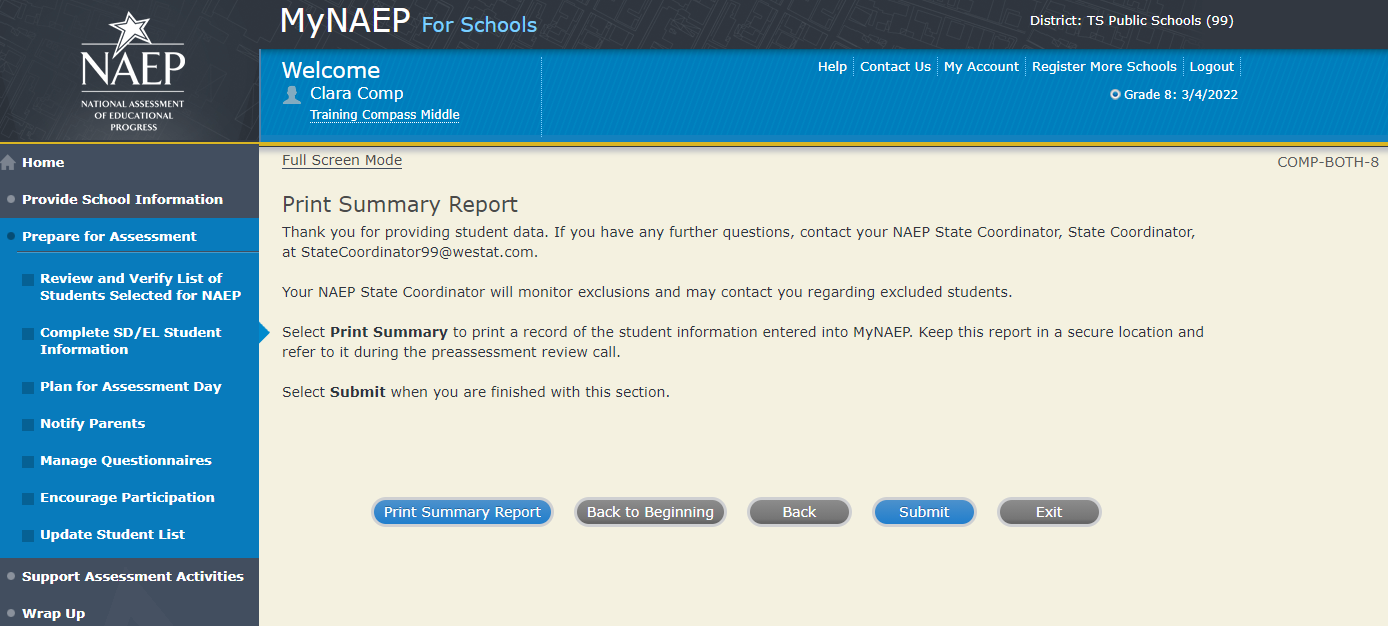 NAEP
NATIONAL ASSESSMENT
OF EDUCATIONAL
PROGRESS
MyNAEP For Schools
District: TS Public Schools (99)
Welcome
Clara Comp
Training Compass Middle
Help Contact Us My Account Register More Schools Logout
Grade 8: 3/4/2022
Home
Provide School Information
Prepare for Assessment
Review and Verify List of
Students Selected for NAEP
Complete SD/EL Student
Information
Plan for Assessment Day
Notify Parents
Manage Questionnaires
Encourage Participation
Update Student List
Support Assessment Activities
Wrap Up
Full Screen Mode
COMP-BOTH-8
Print Summary Report
Thank you for providing student data. If you have any further questions, contact your NAEP State Coordinator, State Coordinator,
at StateCoordinator99@westat.com.
Your NAEP State Coordinator will monitor exclusions and may contact you regarding excluded students.
Select Print Summary to print a record of the student information entered into MyNAEP. Keep this report in a secure location and
refer to it during the preassessment review call.
Select Submit when you are finished with this section.
Print Summary Report Back to Beginning Back Submit Exit